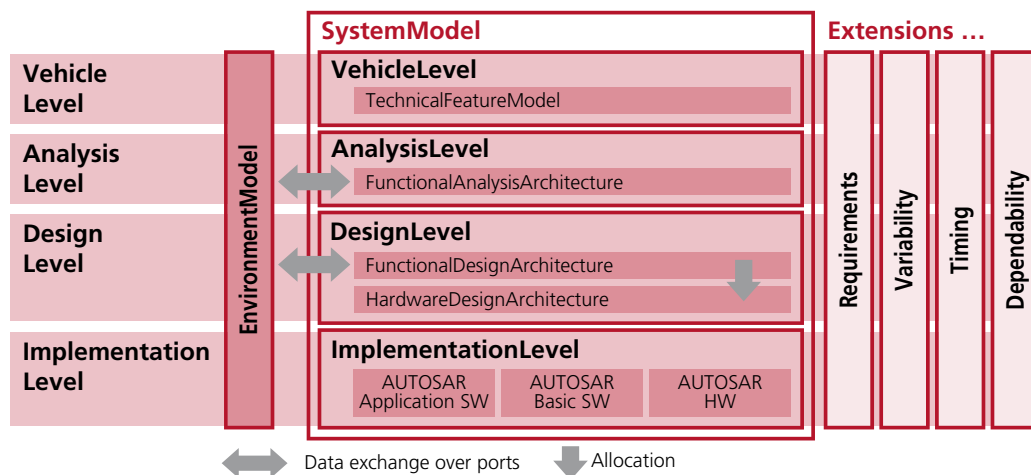 SystemModel
Extensions ...
Vehicle
Level
VehicleLevel
TechnicalFeatureModel
Analysis
Level
AnalysisLevel
FunctionalAnalysisArchitecture
Design
Level
DesignLevel
FunctionalDesignArchitecture
HardwareDesignArchitecture
Implementation
Level
ImplementationLevel
AUTOSAR
Application SW
AUTOSAR
Basic SW
AUTOSAR
HW
EnvironmentModel
Requirements
Variability
Timing
Dependability
Data exchange over ports
Allocation